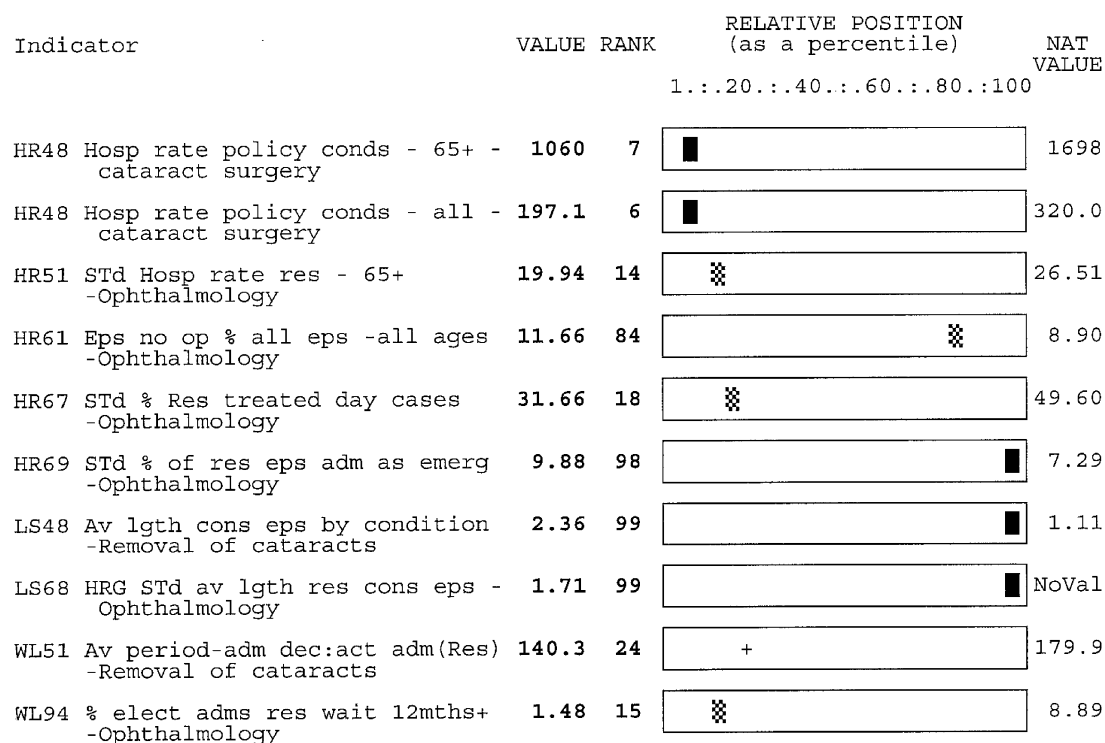 RELATIVE POSITION
Indicator VALUE RANK (as a percentile) NAT
VALUE
1.:.20.:.40.:.60.:.80.:100
HR48 Hosp rate policy conds - 65+ - 1060 7 1698
cataract surgery
HR48 Hosp rate policy conds - all - 197.1 6 320.0
cataract surgery
HR51 STd Hosp rate res - 65+ 19.94 14 26.51
-Ophthalmology
HR61 Eps no op % all eps -all ages 11.66 84 8.90
-Ophthalmology
HR67 STd % Res treated day cases 31.66 18 49.60
-Ophthalmology
HR69 STd % of res eps adm as emerg 9.88 98 7.29
-Ophthalmology
LS48 Av lgth cons eps by condition 2.36 99 1.11
-Removal of cataracts
LS68 HRG STd av lgth res cons eps - 1.71 99 NoVal
Ophthalmology
WL51 Av period-adm dec:act adm(Res) 140.3 24 + 179.9
-Removal of cataracts
WL94 % elect adms res wait 12mths+ 1.48 15 8.89
-Ophthalmology